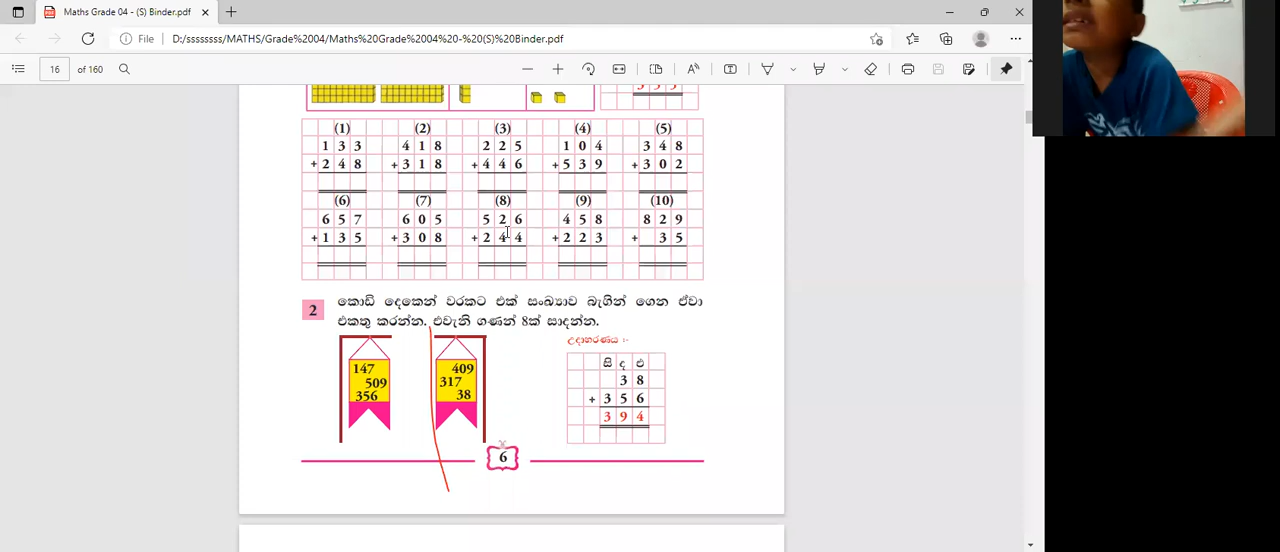 Maths Grade 04 - (S) Binder.pdf
File D:/ssssssss/MATHS/Grade%2004/Maths%20Grade%2004%20-%20(S)%20Binder.pdf
16 of 160
(1) (2) (3) (4) (5)
1 3 3 4 1 8 2 2 5 1 0 4 3 4 8
+ 2 4 8 + 3 1 8 + 4 4 6 + 5 3 9 + 3 0 2
(6) (7) (8) (9) (10)
6 5 7 6 0 5 5 2 6 4 5 8 8 2 9
+ 1 3 5 + 3 0 8 + 2 4 4 + 2 2 3 + 3 5
2 කොඩි දෙකෙන් වරකට එක් සංඛ්‍යාව බැගින් ගෙන ඒවා
එකතු කරන්න. එවැනි ගණන් 8ක් සාදන්න.
උදාහරණය :-
147
509
356
409
317
38
සි ද එ
3 8
+ 3 5 6
3 9 4
6